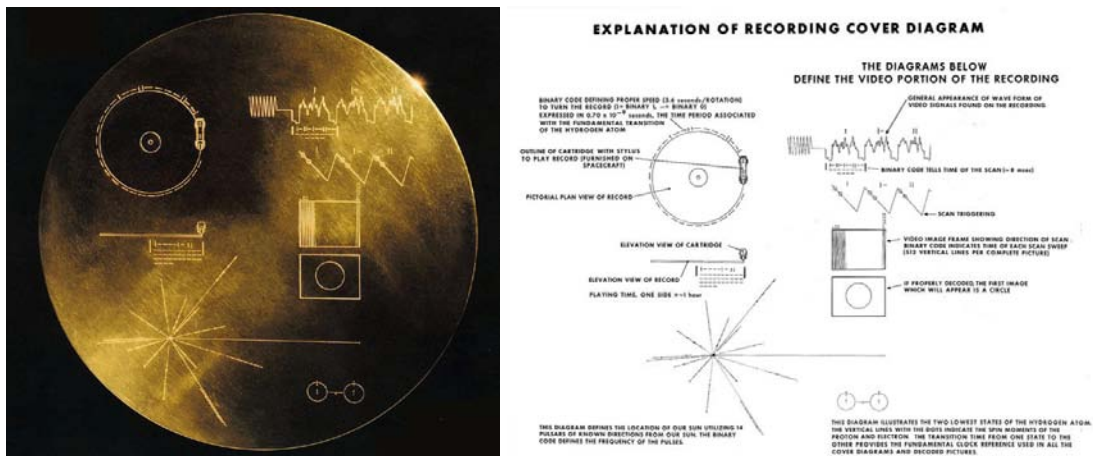 EXPLANATION OF RECORDING COVER DIAGRAM
BINARY CODE DEFINING PROPER SPEED (3.6 seconds/ROTATION)
TO TURN THE RECORD (I= BINARY 1, — BINARY 0)
EXPRESSED IN 0.70 x 10⁻⁹ seconds, THE TIME PERIOD ASSOCIATED
WITH THE FUNDAMENTAL TRANSITION
OF THE HYDROGEN ATOM
OUTLINE OF CARTRIDGE WITH STYLUS
TO PLAY RECORD (FURNISHED ON
SPACECRAFT)
PICTORIAL PLAN VIEW OF RECORD
ELEVATION VIEW OF CARTRIDGE
ELEVATION VIEW OF RECORD
PLAYING TIME, ONE SIDE =~1 hour
THIS DIAGRAM DEFINES THE LOCATION OF OUR SUN UTILIZING 14
PULSARS OF KNOWN DIRECTIONS FROM OUR SUN. THE BINARY
CODE DEFINES THE FREQUENCY OF THE PULSES.
THE DIAGRAMS BELOW
DEFINE THE VIDEO PORTION OF THE RECORDING
GENERAL APPEARANCE OF WAVE FORM OF
VIDEO SIGNALS FOUND ON THE RECORDING
BINARY CODE TELLS TIME OF THE SCAN (~ 8 msec)
SCAN TRIGGERING
VIDEO IMAGE FRAME SHOWING DIRECTION OF SCAN.
BINARY CODE INDICATES TIME OF EACH SCAN SWEEP
(512 VERTICAL LINES PER COMPLETE PICTURE)
IF PROPERLY DECODED, THE FIRST IMAGE
WHICH WILL APPEAR IS A CIRCLE
THIS DIAGRAM ILLUSTRATES THE TWO LOWEST STATES OF THE HYDROGEN ATOM.
THE VERTICAL LINES WITH THE DOTS INDICATE THE SPIN MOMENTS OF THE
PROTON AND ELECTRON. THE TRANSITION TIME FROM ONE STATE TO THE
OTHER PROVIDES THE FUNDAMENTAL CLOCK REFERENCE USED IN ALL THE
COVER DIAGRAMS AND DECODED PICTURES.